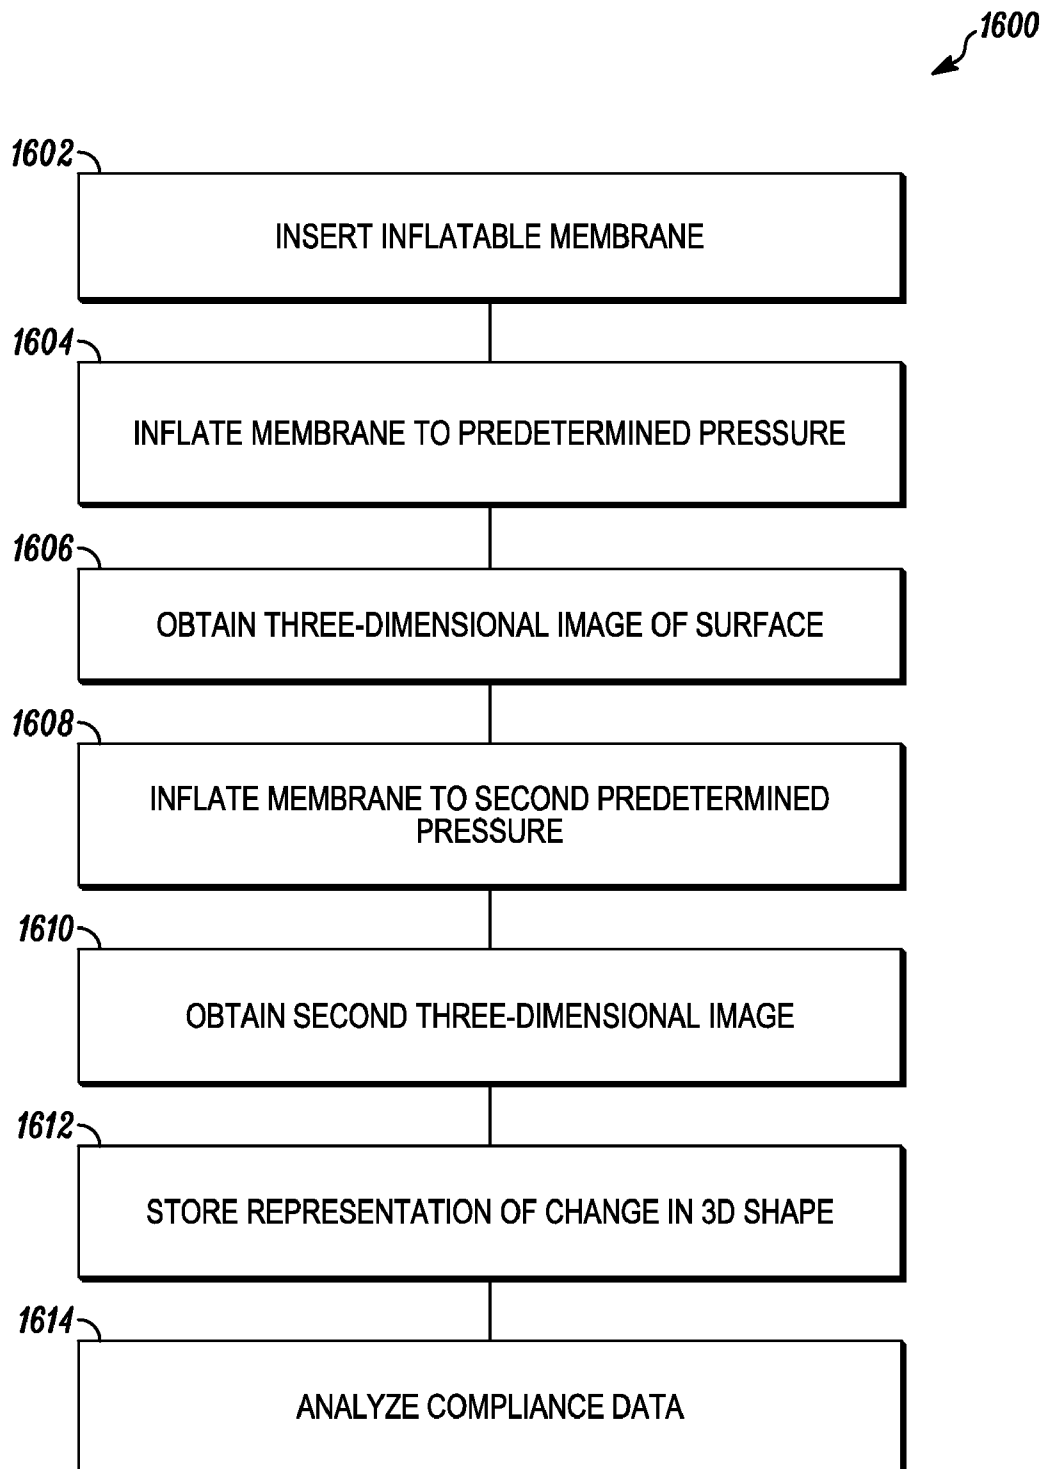 1600
1602
INSERT INFLATABLE MEMBRANE
1604
INFLATE MEMBRANE TO PREDETERMINED PRESSURE
1606
OBTAIN THREE-DIMENSIONAL IMAGE OF SURFACE
1608
INFLATE MEMBRANE TO SECOND PREDETERMINED
PRESSURE
1610
OBTAIN SECOND THREE-DIMENSIONAL IMAGE
1612
STORE REPRESENTATION OF CHANGE IN 3D SHAPE
1614
ANALYZE COMPLIANCE DATA